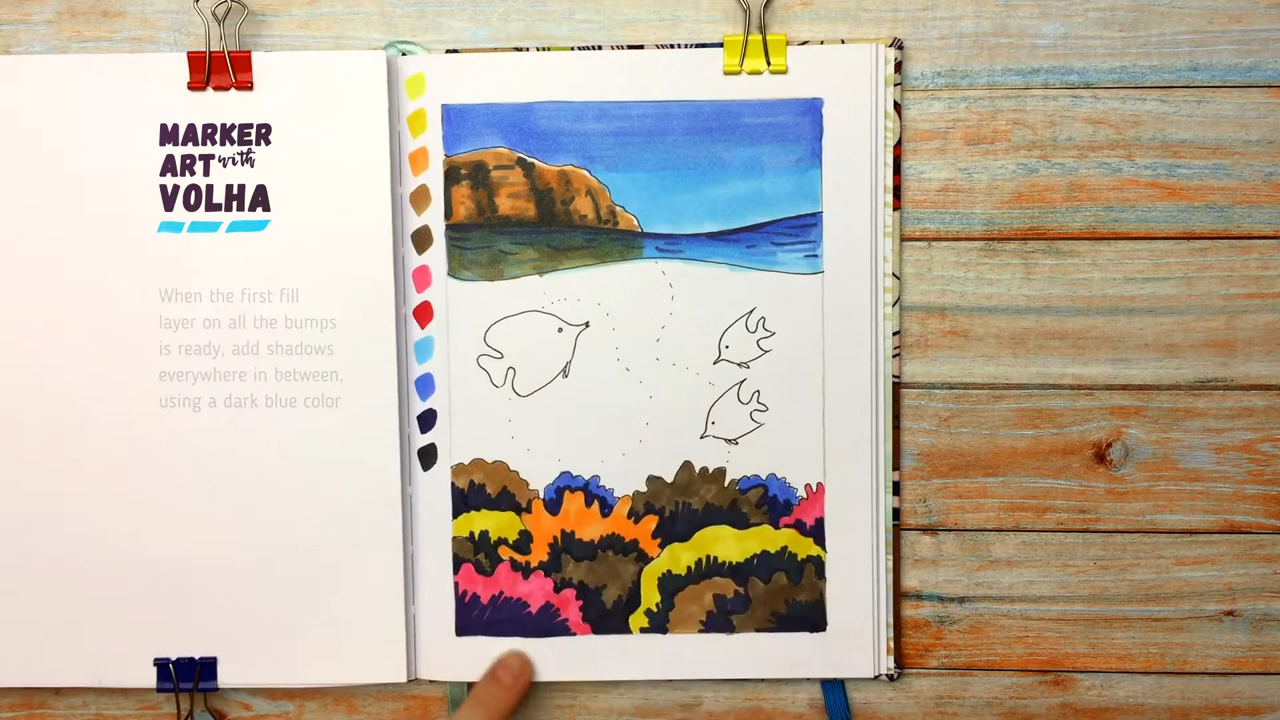 MARKER
ART with
VOLHA
When the first fill
layer on all the bumps
is ready, add shadows
everywhere in between,
using a dark blue color